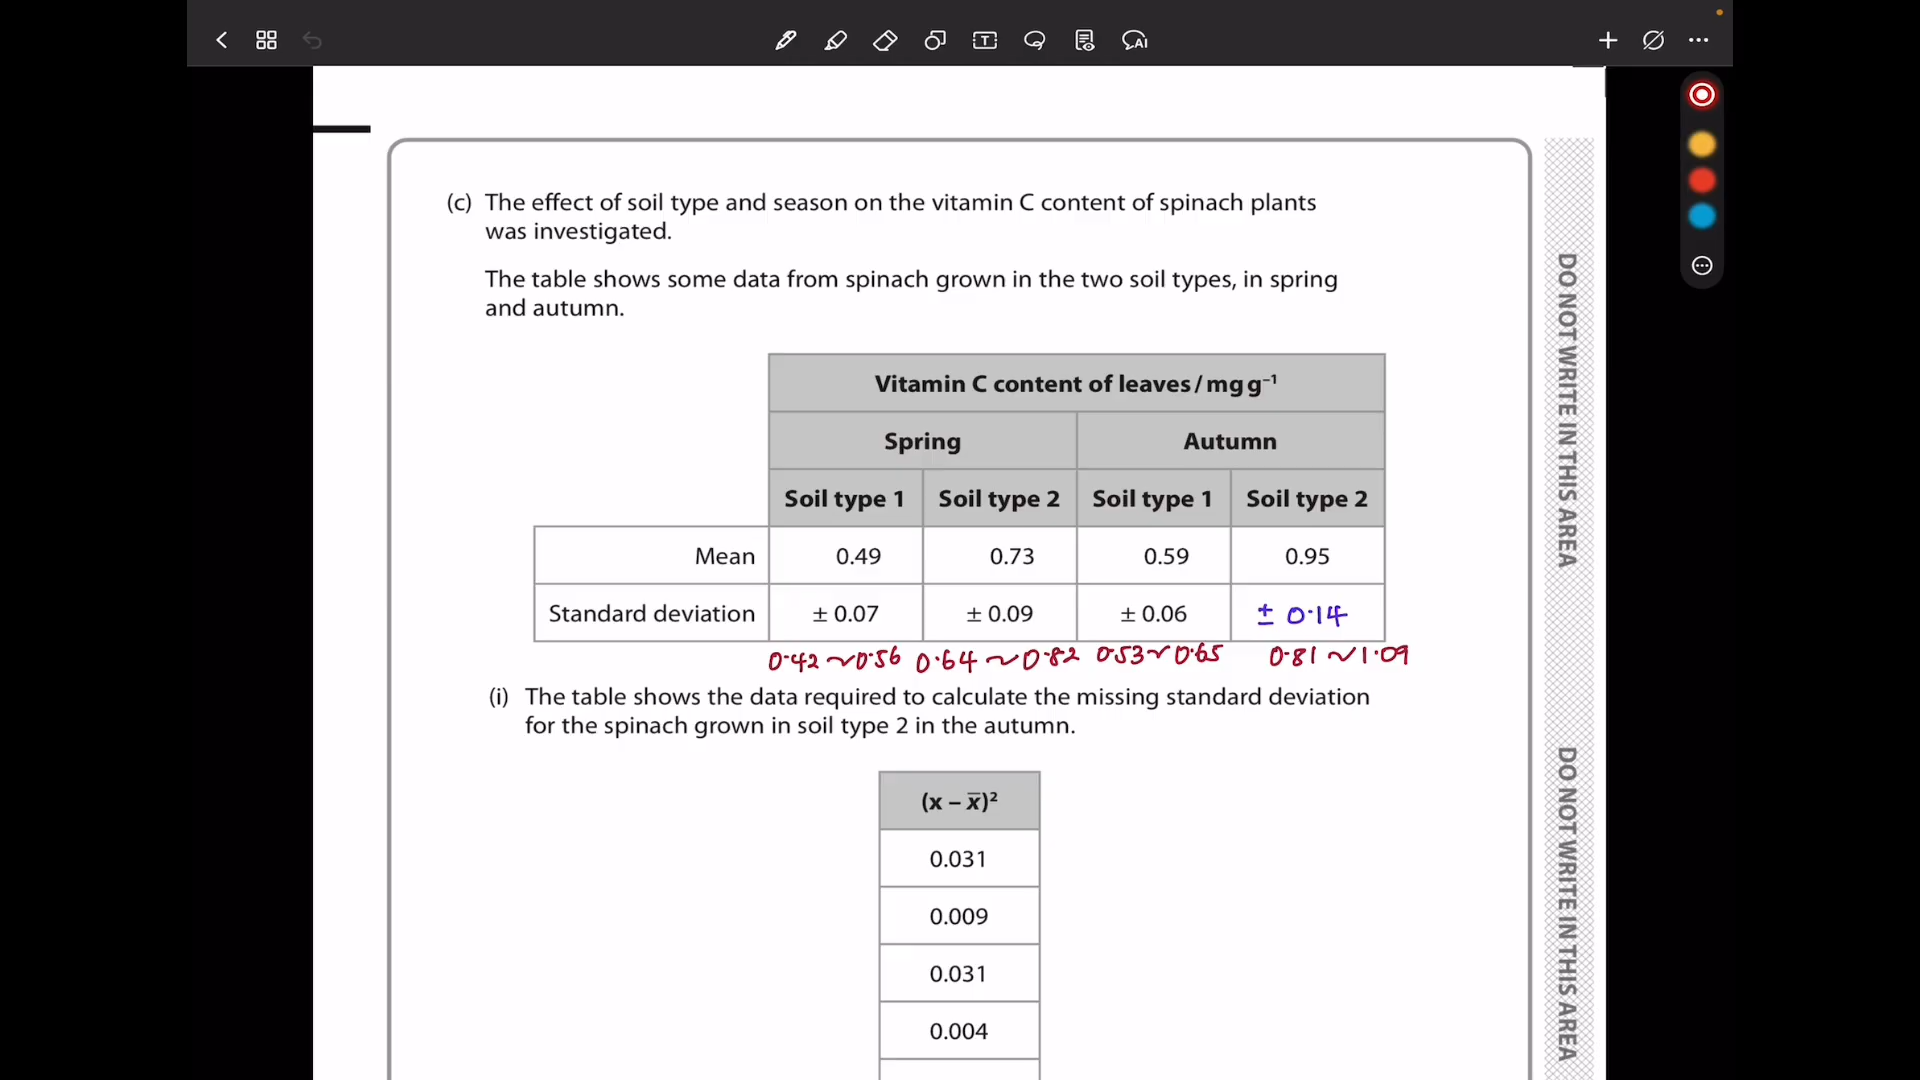 AI
(c) The effect of soil type and season on the vitamin C content of spinach plants
was investigated.
The table shows some data from spinach grown in the two soil types, in spring
and autumn.
Vitamin C content of leaves / mg g⁻¹
Spring Autumn
Soil type 1 Soil type 2 Soil type 1 Soil type 2
Mean 0.49 0.73 0.59 0.95
Standard deviation ± 0.07 ± 0.09 ± 0.06 ± 0.14
0.42 ~ 0.56 0.64 ~ 0.82 0.53 ~ 0.65 0.81 ~ 1.09
(i) The table shows the data required to calculate the missing standard deviation
for the spinach grown in soil type 2 in the autumn.
(x – x̅)²
0.031
0.009
0.031
0.004
DO NOT WRITE IN THIS AREA
DO NOT WRITE IN THIS AREA